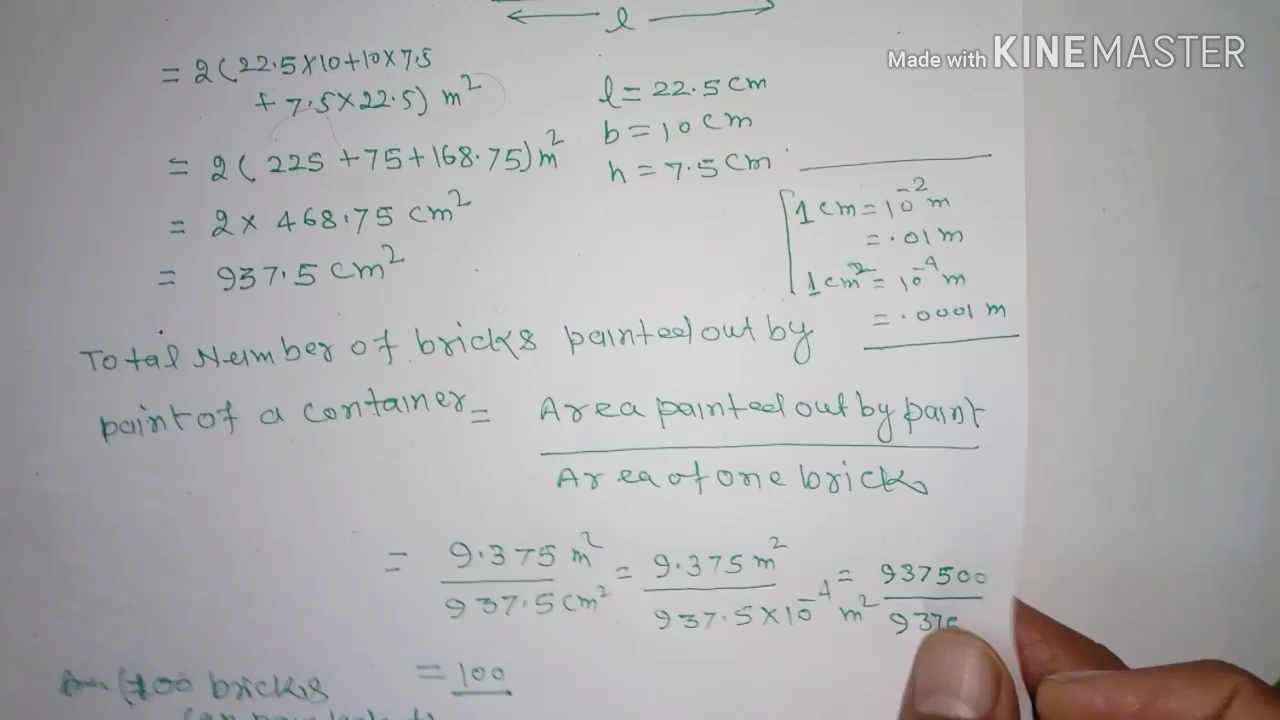 l
Made with KINEMASTER
= 2(22.5×10+10×7.5
+ 7.5×22.5) m²
l = 22.5 cm
b = 10 cm
h = 7.5 cm
= 2( 225 +75+168.75) m²
= 2× 468.75 cm²
= 937.5 cm²
1 cm = 10⁻² m
= .01 m
1 cm² = 10⁻⁴ m
= .0001 m
Total Number of bricks painted out by
paint of a container = Area painted out by paint
Area of one brick
= 9.375 m² = 9.375 m² = 937500
937.5 cm² 937.5×10⁻⁴ m²
= 100
(100 bricks